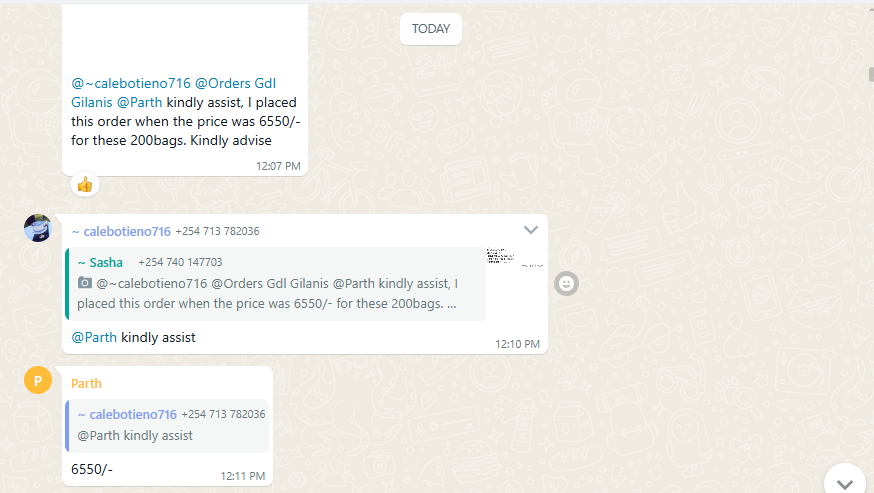 TODAY
@~calebotieno716 @Orders Gdl
Gilanis @Parth kindly assist, I placed
this order when the price was 6550/-
for these 200bags. Kindly advise
12:07 PM
~ calebotieno716 +254 713 782036
~ Sasha +254 740 147703
@~calebotieno716 @Orders Gdl Gilanis @Parth kindly assist, I
placed this order when the price was 6550/- for these 200bags. ...
@Parth kindly assist
12:10 PM
P
Parth
~ calebotieno716 +254 713 782036
@Parth kindly assist
6550/-
12:11 PM